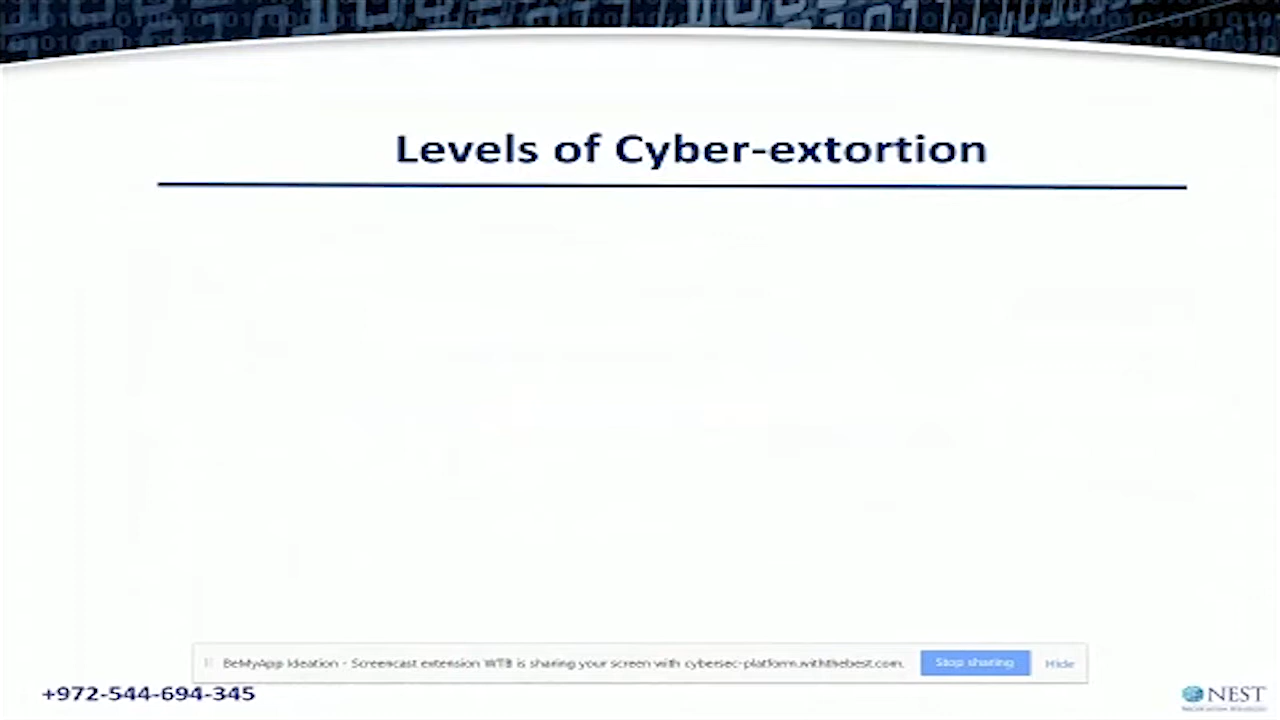 Levels of Cyber-extortion
BeMyApp Ideation - Screencast extension WTB is sharing your screen with cybersec-platform.withthebest.com.
Stop sharing
Hide
+972-544-694-345
NEST